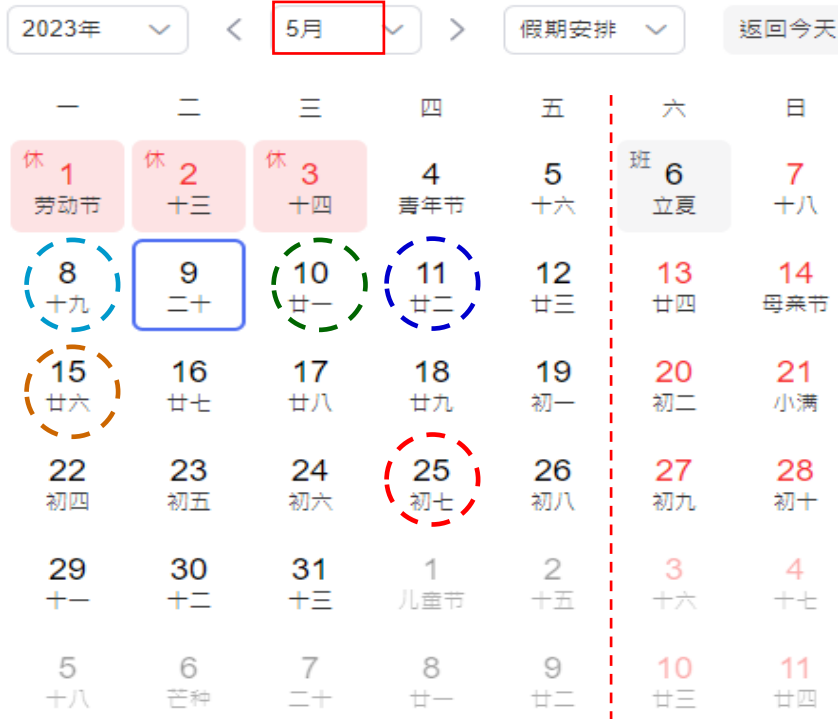 2023年 5月 假期安排 返回今天
一 二 三 四 五 六 日
休 1 休 2 休 3 4 5 班 6 7
劳动节 十三 十四 青年节 十六 立夏 十八
8 9 10 11 12 13 14
十九 二十 廿一 廿二 廿三 廿四 母亲节
15 16 17 18 19 20 21
廿六 廿七 廿八 廿九 初一 初二 小满
22 23 24 25 26 27 28
初四 初五 初六 初七 初八 初九 初十
29 30 31 1 2 3 4
十一 十二 十三 儿童节 十五 十六 十七
5 6 7 8 9 10 11
十八 芒种 二十 廿一 廿二 廿三 廿四